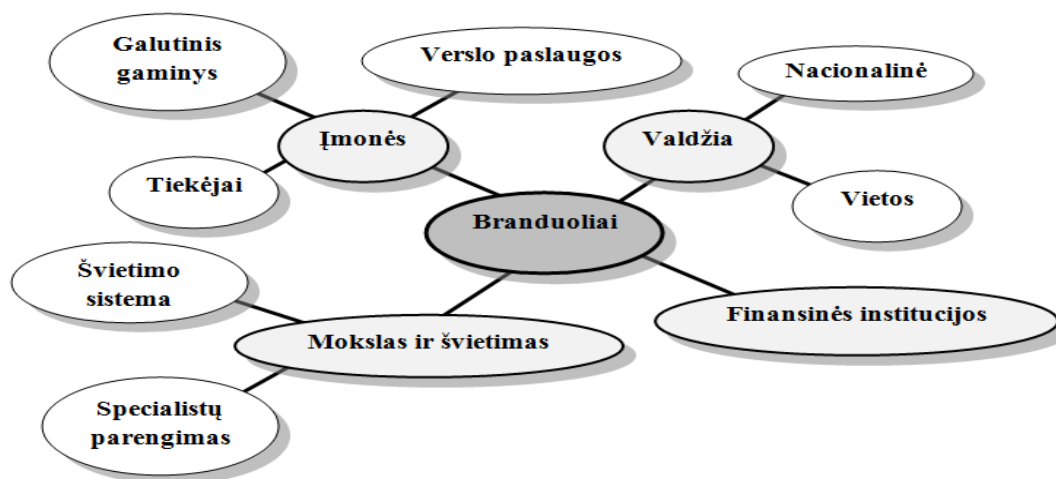 Galutinis
gaminys
Verslo paslaugos
Nacionalinė
Įmonės
Valdžia
Tiekėjai
Vietos
Branduoliai
Švietimo
sistema
Finansinės institucijos
Mokslas ir švietimas
Specialistų
parengimas